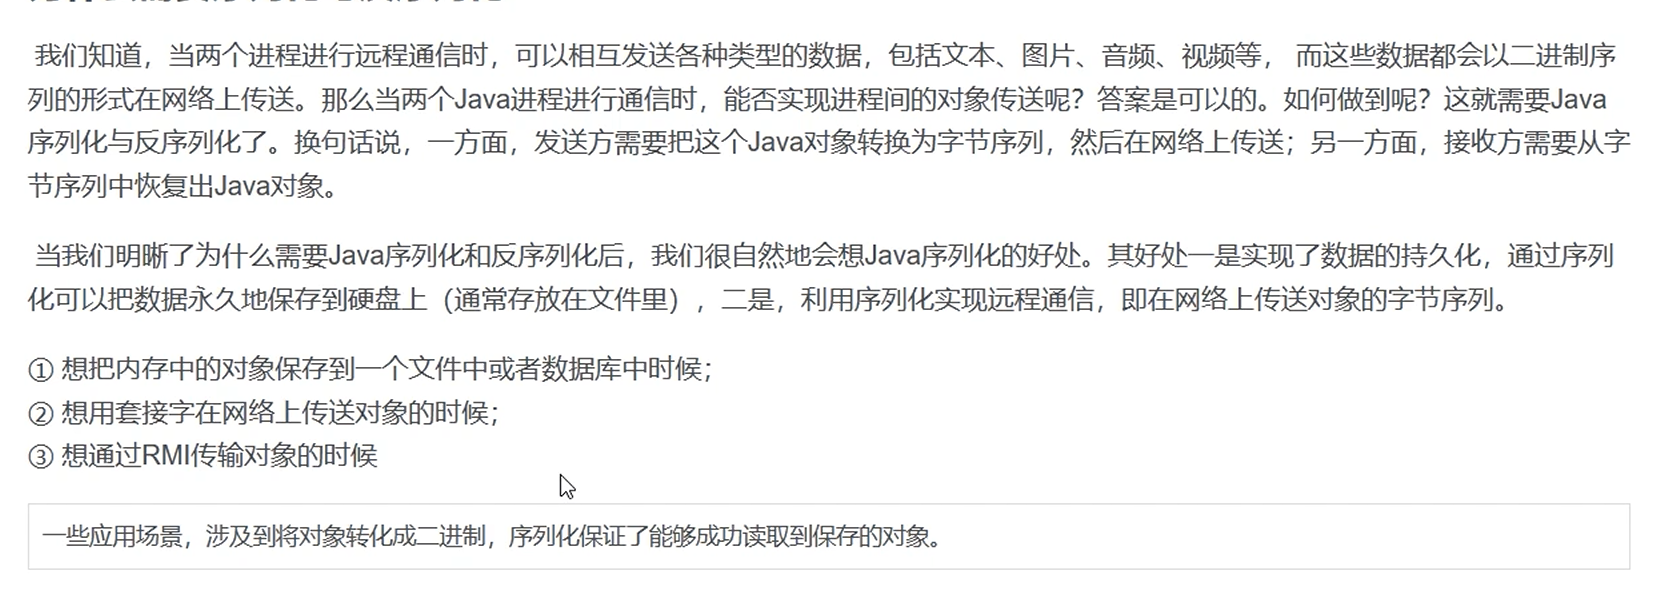 我们知道，当两个进程进行远程通信时，可以相互发送各种类型的数据，包括文本、图片、音频、视频等， 而这些数据都会以二进制序
列的形式在网络上传送。那么当两个Java进程进行通信时，能否实现进程间的对象传送呢？答案是可以的。如何做到呢？这就需要Java
序列化与反序列化了。换句话说，一方面，发送方需要把这个Java对象转换为字节序列，然后在网络上传送；另一方面，接收方需要从字
节序列中恢复出Java对象。
当我们明晰了为什么需要Java序列化和反序列化后，我们很自然地会想Java序列化的好处。其好处一是实现了数据的持久化，通过序列
化可以把数据永久地保存到硬盘上（通常存放在文件里），二是，利用序列化实现远程通信，即在网络上传送对象的字节序列。
① 想把内存中的对象保存到一个文件中或者数据库中时候；
② 想用套接字在网络上传送对象的时候；
③ 想通过RMI传输对象的时候
一些应用场景，涉及到将对象转化成二进制，序列化保证了能够成功读取到保存的对象。